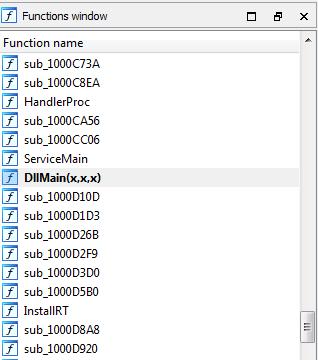 Functions window
Function name
sub_1000C73A
sub_1000C8EA
HandlerProc
sub_1000CA56
sub_1000CC06
ServiceMain
DllMain(x,x,x)
sub_1000D10D
sub_1000D1D3
sub_1000D26B
sub_1000D2F9
sub_1000D3D0
sub_1000D5B0
InstallRT
sub_1000D8A8
sub_1000D920